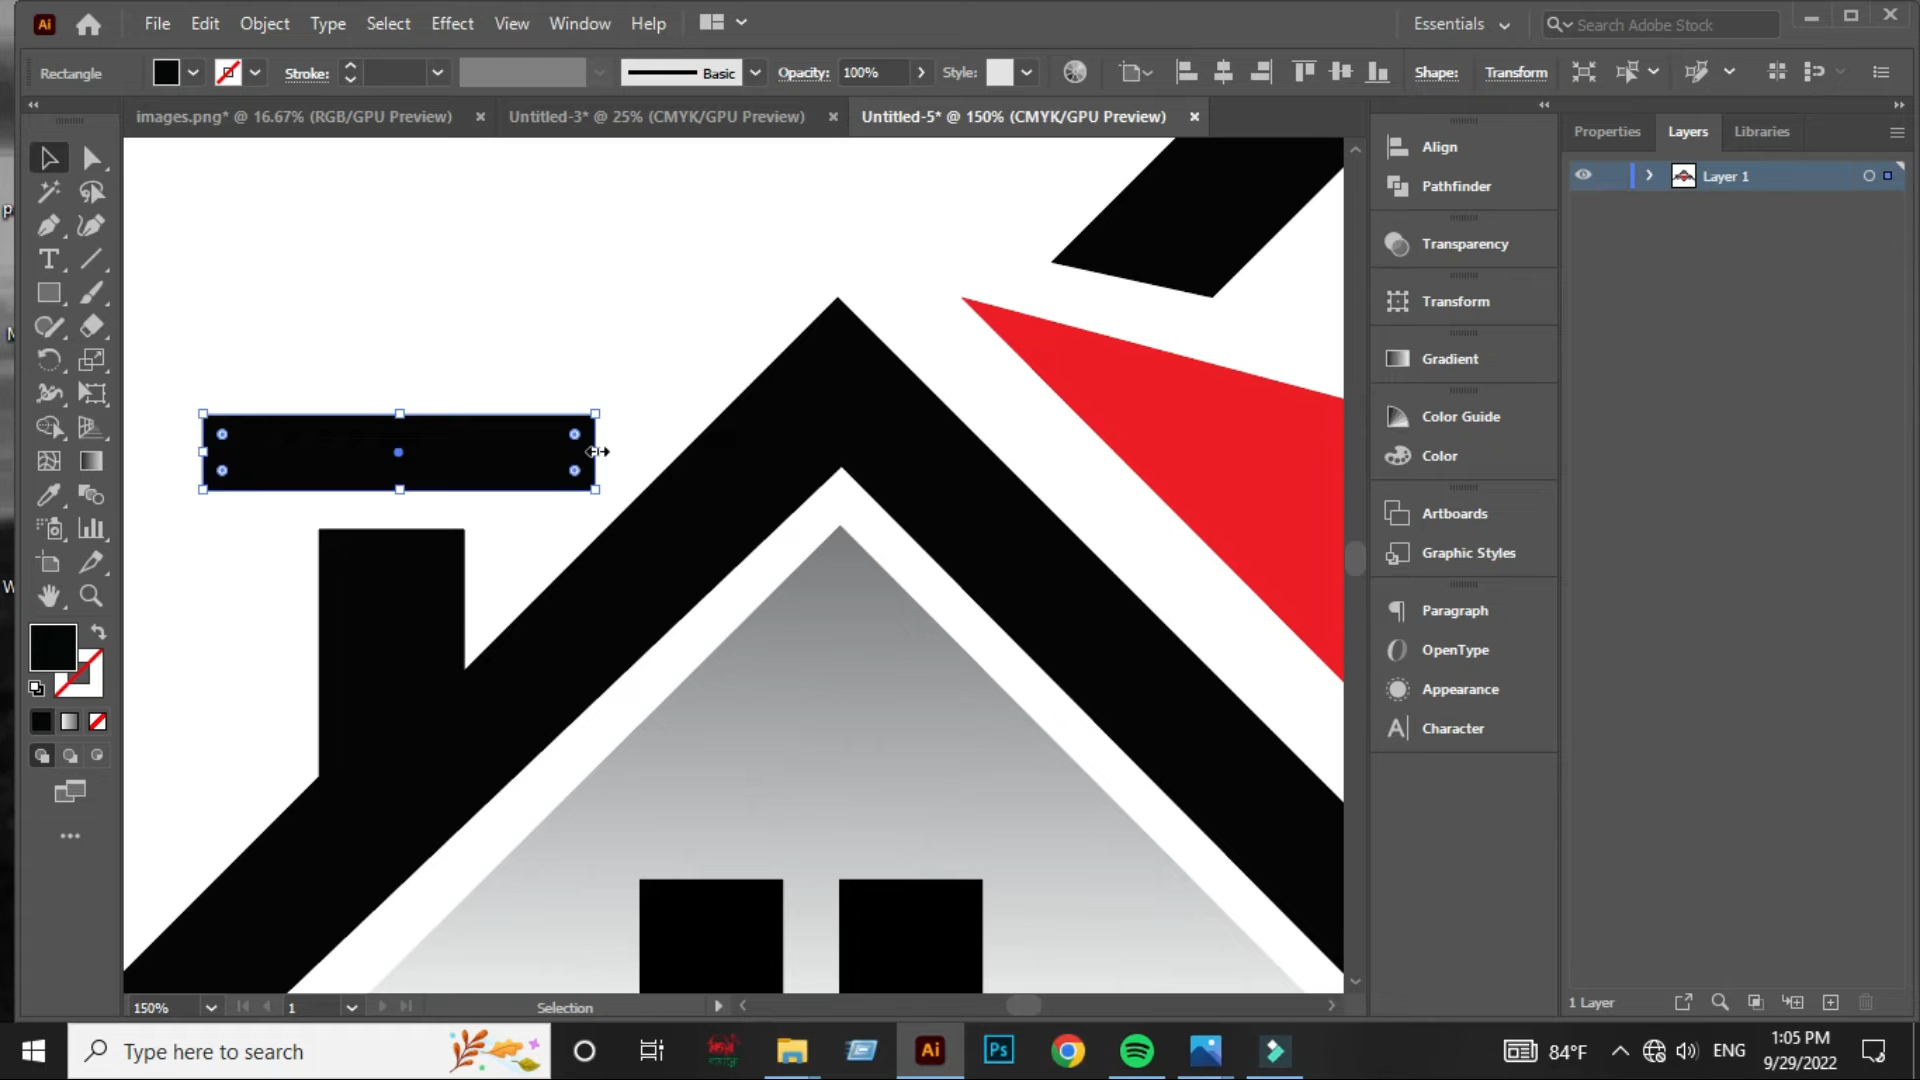 Ai File Edit Object Type Select Effect View Window Help Essentials Search Adobe Stock
Rectangle Stroke: Basic Opacity: 100% Style: Shape: Transform
images.png* @ 16.67% (RGB/GPU Preview) Untitled-3* @ 25% (CMYK/GPU Preview) Untitled-5* @ 150% (CMYK/GPU Preview)
Properties Layers Libraries
Layer 1
Align
Pathfinder
Transparency
Transform
Gradient
Color Guide
Color
Artboards
Graphic Styles
Paragraph
OpenType
Appearance
Character
150% 1 Selection
1 Layer
Type here to search
Ai Ps
84°F ENG
1:05 PM
9/29/2022